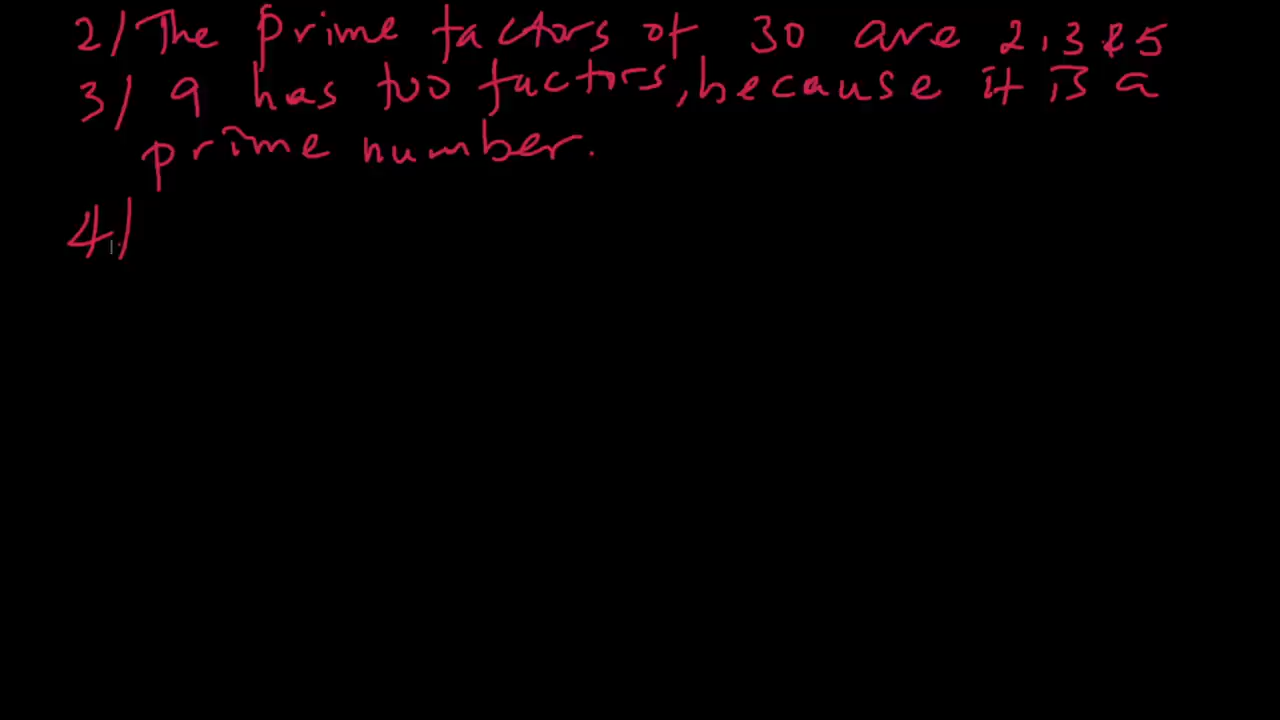 2/ The prime factors of 30 are 2, 3 & 5
3/ 9 has two factors, because it is a
prime number.
4/